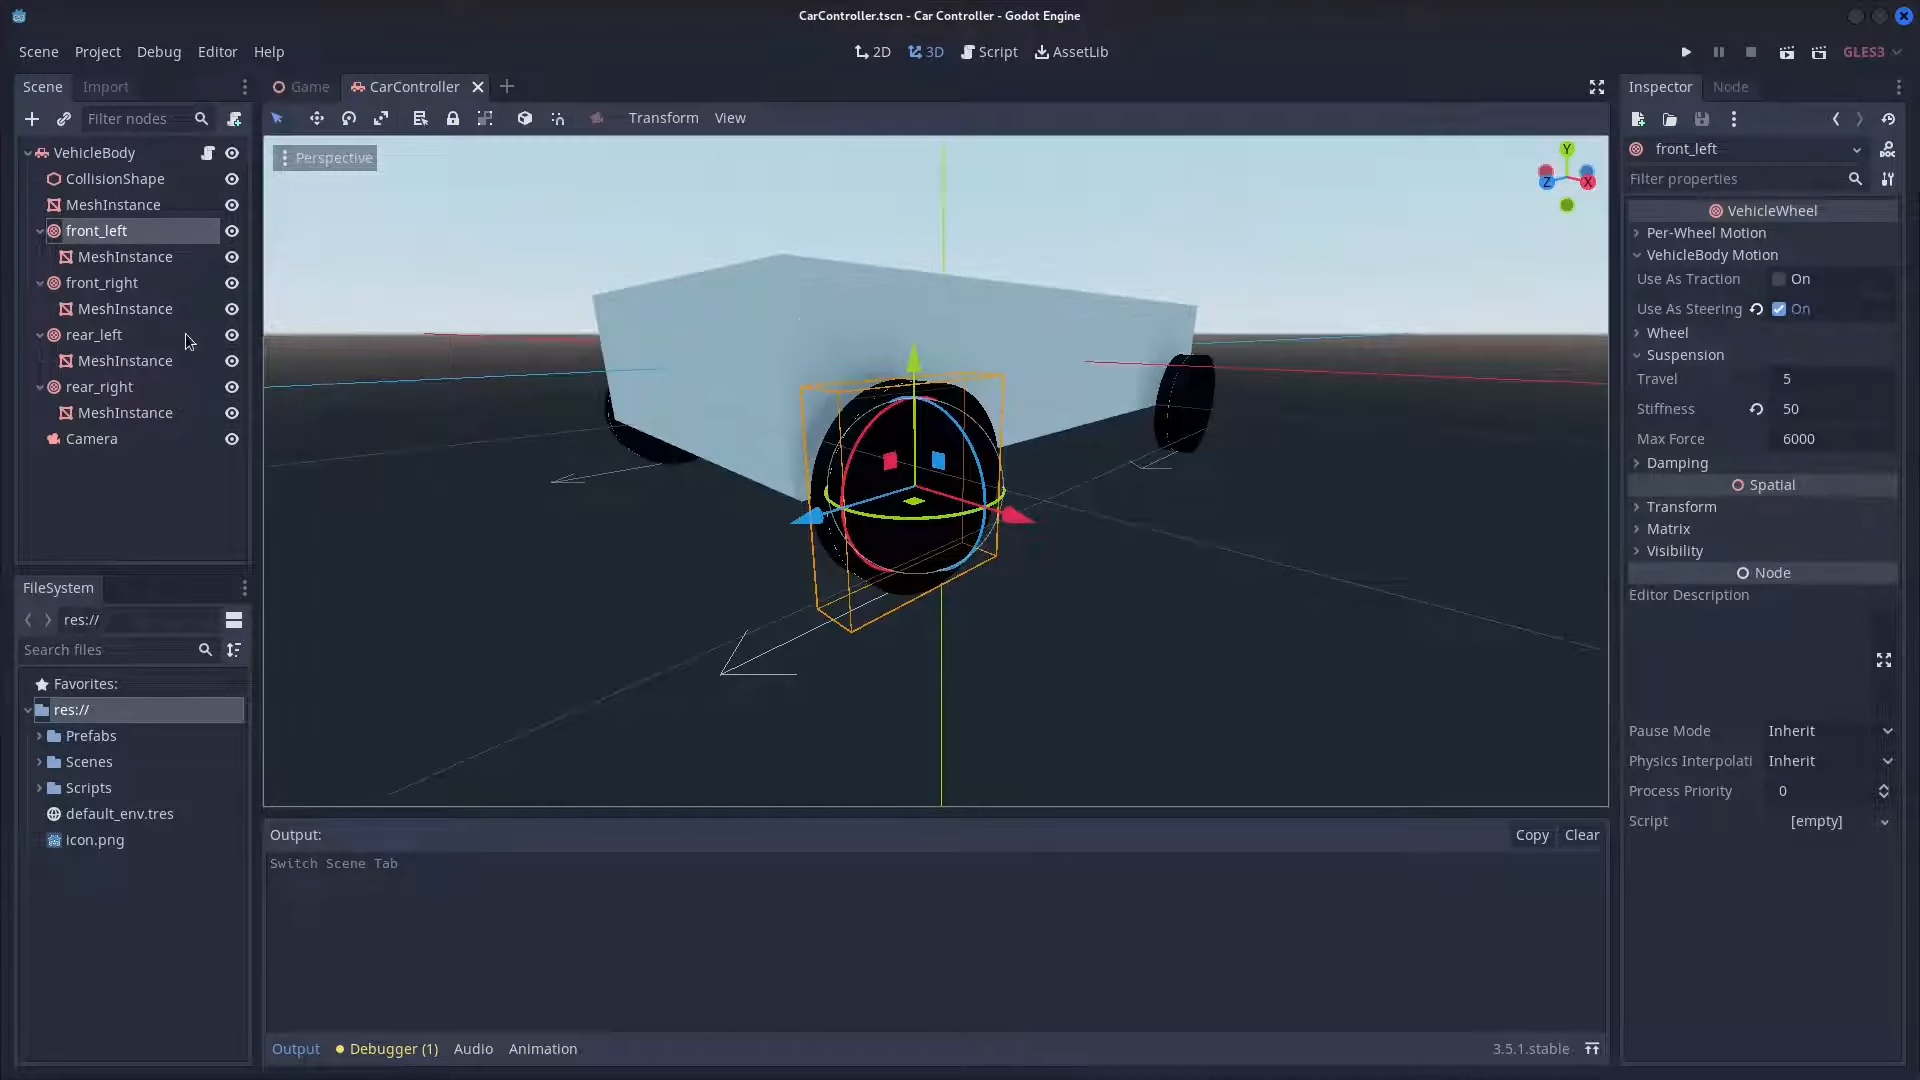 CarController.tscn - Car Controller - Godot Engine
Scene Project Debug Editor Help
2D 3D Script AssetLib
GLES3
Scene Import
Game CarController
Inspector Node
Filter nodes
Transform View
VehicleBody
CollisionShape
MeshInstance
front_left
MeshInstance
front_right
MeshInstance
rear_left
MeshInstance
rear_right
MeshInstance
Camera
Perspective
Y
Z
X
front_left
Filter properties
VehicleWheel
Per-Wheel Motion
VehicleBody Motion
Use As Traction On
Use As Steering On
Wheel
Suspension
Travel 5
Stiffness 50
Max Force 6000
Damping
Spatial
Transform
Matrix
Visibility
Node
Editor Description
Pause Mode Inherit
Physics Interpolati Inherit
Process Priority 0
Script [empty]
FileSystem
res://
Search files
Favorites:
res://
Prefabs
Scenes
Scripts
default_env.tres
icon.png
Output: Copy Clear
Switch Scene Tab
Output Debugger (1) Audio Animation 3.5.1.stable